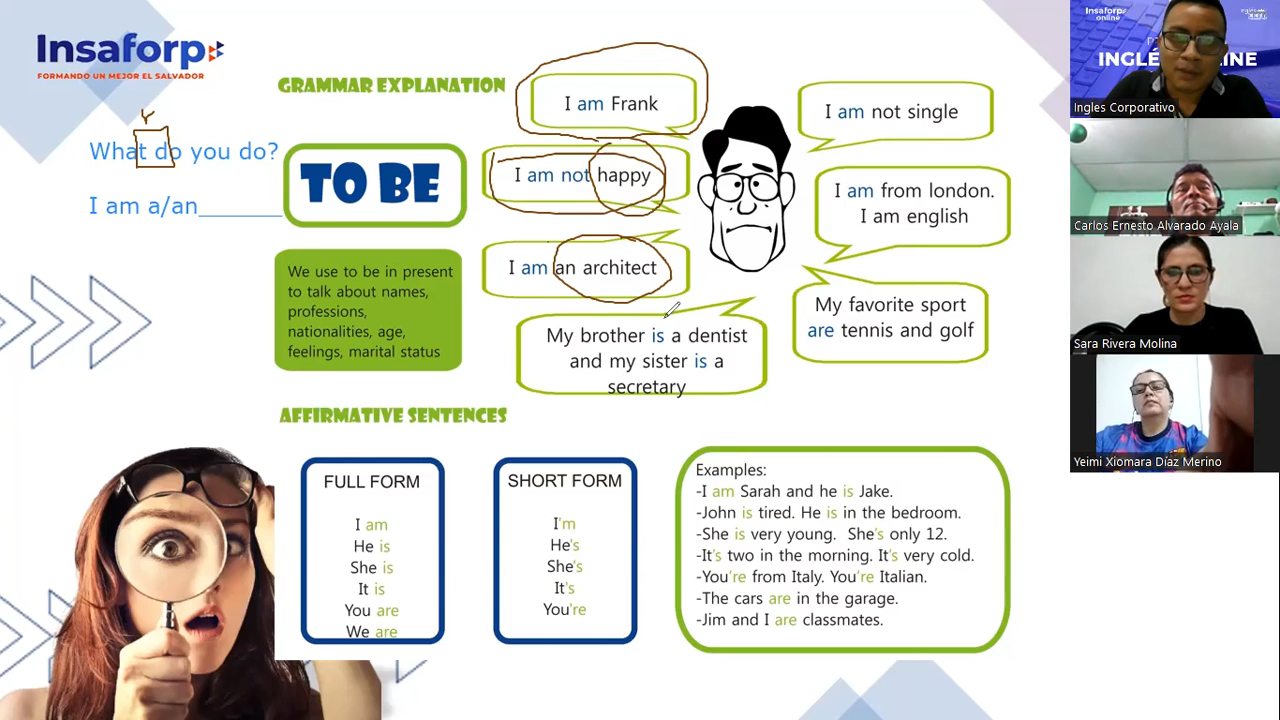 Insaforp
FORMANDO UN MEJOR EL SALVADOR
GRAMMAR EXPLANATION
Y
What do you do?
I am a/an_______
TO BE
We use to be in present
to talk about names,
professions,
nationalities, age,
feelings, marital status
I am Frank
I am not happy
I am an architect
My brother is a dentist
and my sister is a
secretary
I am not single
I am from london.
I am english
My favorite sport
are tennis and golf
AFFIRMATIVE SENTENCES
FULL FORM
I am
He is
She is
It is
You are
We are
SHORT FORM
I'm
He's
She's
It's
You're
Examples:
-I am Sarah and he is Jake.
-John is tired. He is in the bedroom.
-She is very young. She's only 12.
-It's two in the morning. It's very cold.
-You're from Italy. You're Italian.
-The cars are in the garage.
-Jim and I are classmates.
Insaforp
online
Ingles Corporativo
Carlos Ernesto Alvarado Ayala
Sara Rivera Molina
Yeimi Xiomara Díaz Merino